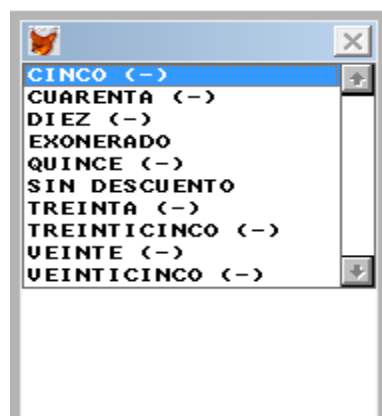 CINCO (-)
CUARENTA (-)
DIEZ (-)
EXONERADO
QUINCE (-)
SIN DESCUENTO
TREINTA (-)
TREINTICINCO (-)
VEINTE (-)
VEINTICINCO (-)